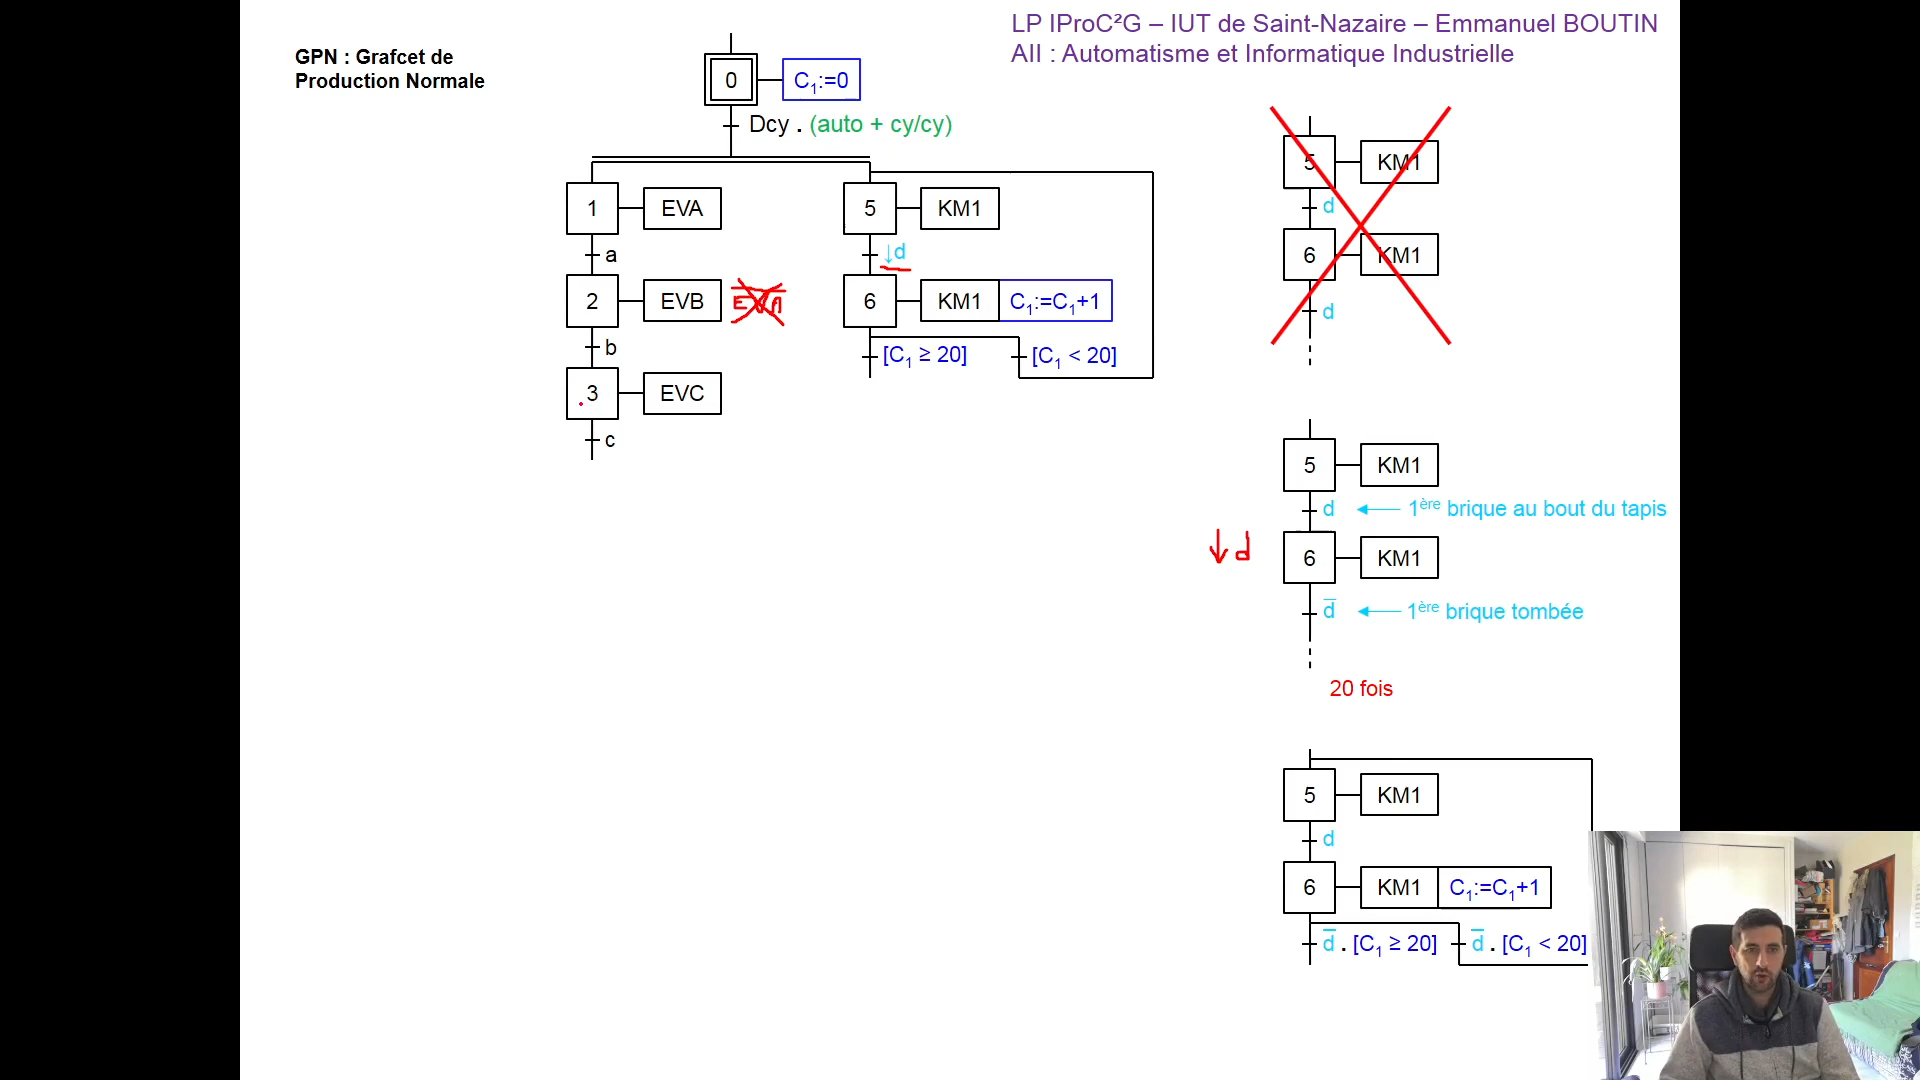 LP IProC²G – IUT de Saint-Nazaire – Emmanuel BOUTIN
AII : Automatisme et Informatique Industrielle
GPN : Grafcet de
Production Normale
0 C₁:=0
Dcy . (auto + cy/cy)
1 EVA
a
2 EVB EVA
b
3 EVC
c
5 KM1
↓d
6 KM1 C₁:=C₁+1
[C₁ ≥ 20] [C₁ < 20]
5 KM1
d
6 KM1
d
5 KM1
d ← 1ère brique au bout du tapis
↓ d
6 KM1
d̅ ← 1ère brique tombée
20 fois
5 KM1
d
6 KM1 C₁:=C₁+1
d̅ . [C₁ ≥ 20] d̅ . [C₁ < 20]